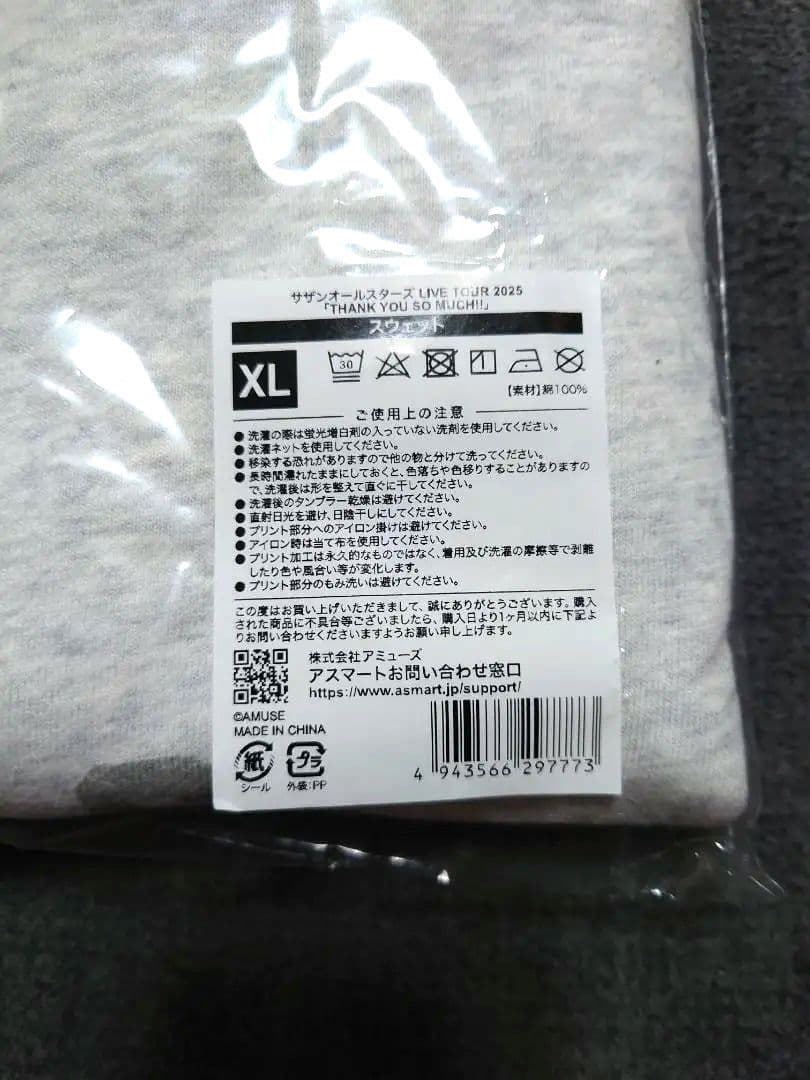 サザンオールスターズ LIVE TOUR 2025
「THANK YOU SO MUCH!!」
スウェット
XL
30
【素材】綿100%
ご使用上の注意
●洗濯の際は蛍光増白剤の入っていない洗剤を使用してください。
●洗濯ネットを使用してください。
●移染する恐れがありますので他の物と分けて洗ってください。
●長時間濡れたままにしておくと、色落ちや色移りすることがありますの
で、洗濯後は形を整えて直ぐに干してください。
●洗濯後のタンブラー乾燥は避けてください。
●直射日光を避け、日陰干しにしてください。
●プリント部分へのアイロン掛けは避けてください。
●アイロン時は当て布を使用してください。
●プリント加工は永久的なものではなく、着用及び洗濯の摩擦等で剥離
したり色や風合い等が変化します。
●プリント部分のもみ洗いは避けてください。
この度はお買い上げいただきまして、誠にありがとうございます。購入
された商品に不具合等ございましたら、購入日より1ヶ月以内に下記よ
りお問い合わせくださいますようお願い申し上げます。
株式会社アミューズ
アスマートお問い合わせ窓口
https://www.asmart.jp/support/
©AMUSE
MADE IN CHINA
紙
シール
プラ
外袋:PP
4 943566 297773